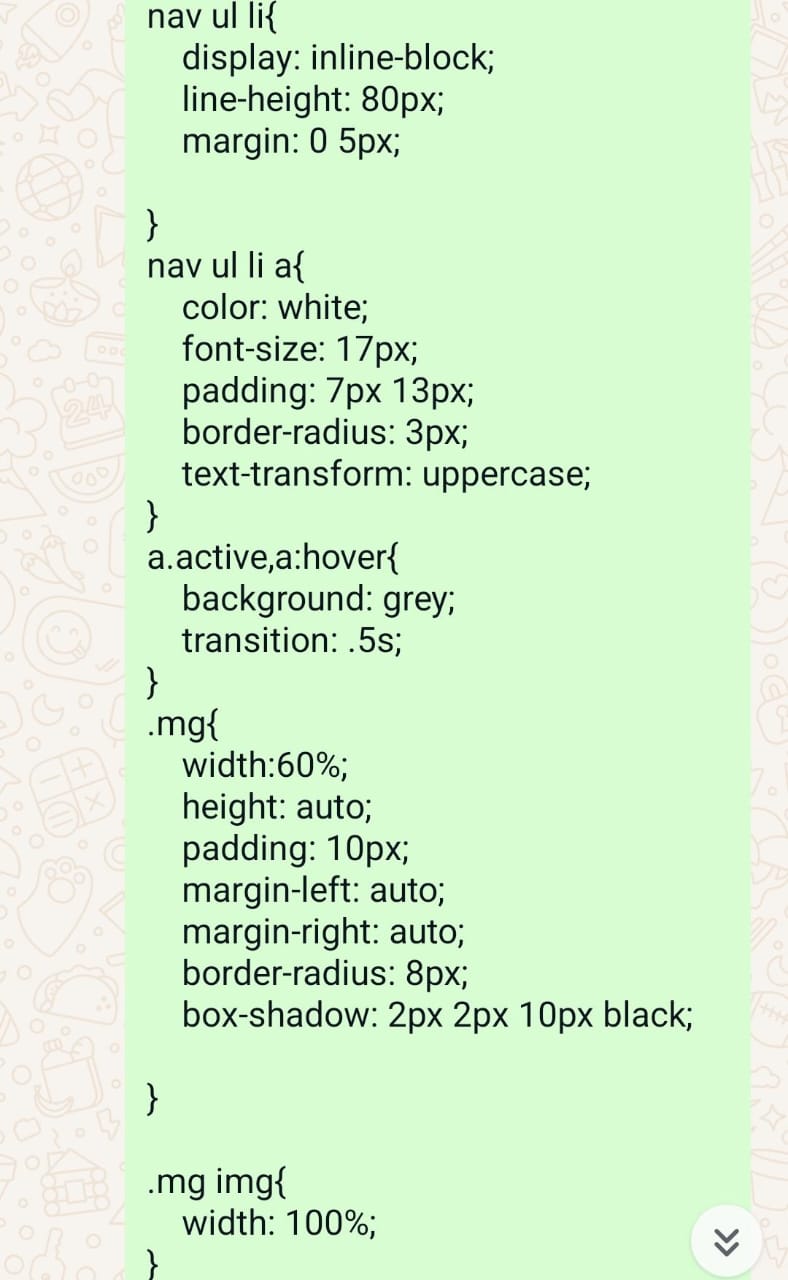 nav ul li{
display: inline-block;
line-height: 80px;
margin: 0 5px;
}
nav ul li a{
color: white;
font-size: 17px;
padding: 7px 13px;
border-radius: 3px;
text-transform: uppercase;
}
a.active,a:hover{
background: grey;
transition: .5s;
}
.mg{
width:60%;
height: auto;
padding: 10px;
margin-left: auto;
margin-right: auto;
border-radius: 8px;
box-shadow: 2px 2px 10px black;
}
.mg img{
width: 100%;
}